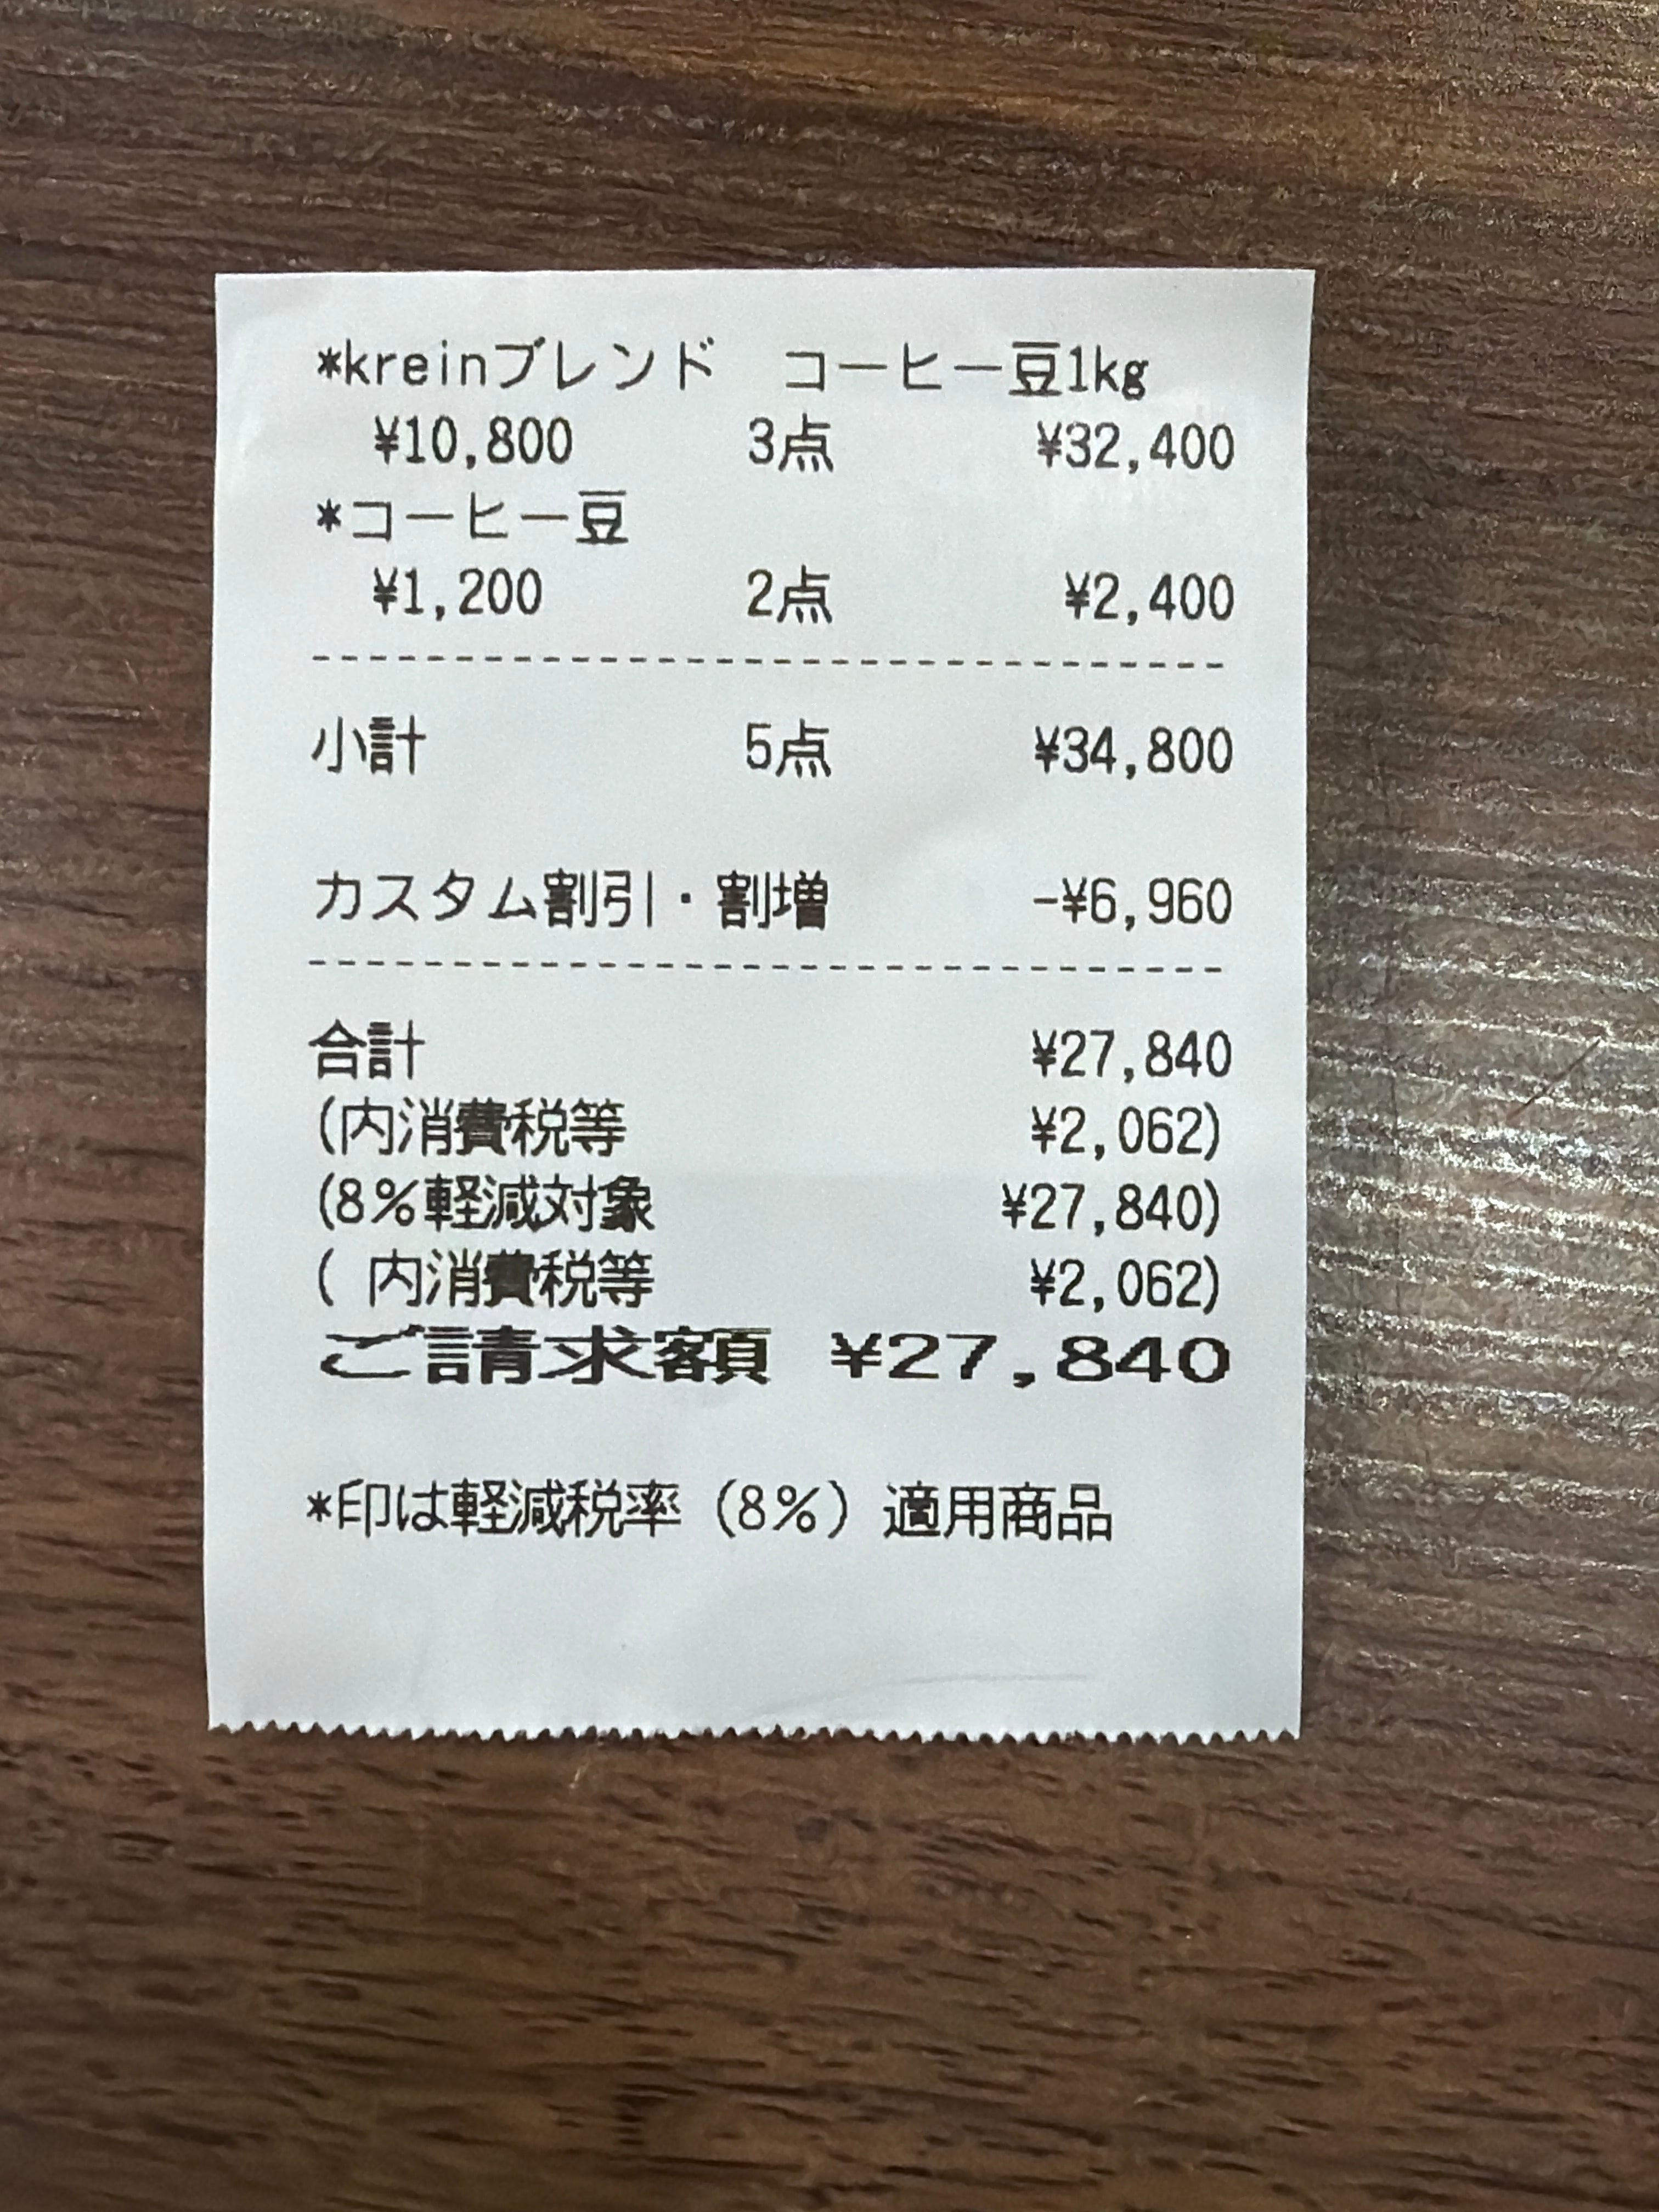 *kreinブレンド　コーヒー豆1kg
¥10,800 3点 ¥32,400
*コーヒー豆
¥1,200 2点 ¥2,400
小計 5点 ¥34,800
カスタム割引・割増 -¥6,960
合計 ¥27,840
(内消費税等 ¥2,062)
(8%軽減対象 ¥27,840)
( 内消費税等 ¥2,062)
ご請求額 ¥27,840
*印は軽減税率（8%）適用商品